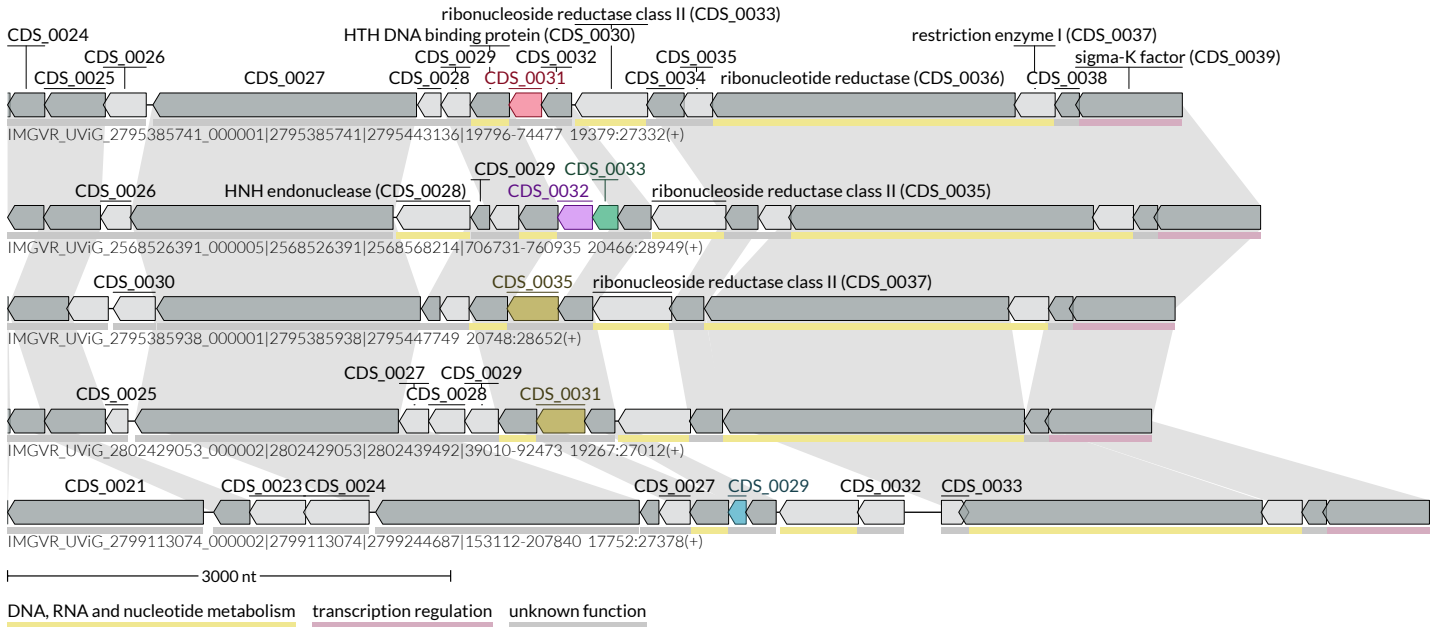 ribonucleoside reductase class II (CDS_0033)
CDS_0024 HTH DNA binding protein (CDS_0030) restriction enzyme I (CDS_0037)
CDS_0026 CDS_0029 CDS_0032 CDS_0035 sigma-K factor (CDS_0039)
CDS_0025 CDS_0027 CDS_0028 CDS_0031 CDS_0034 ribonucleotide reductase (CDS_0036) CDS_0038
IMGVR_UViG_2795385741_000001|2795385741|2795443136|19796-74477 19379:27332(+)
CDS_0029 CDS_0033
CDS_0026 HNH endonuclease (CDS_0028) CDS_0032 ribonucleoside reductase class II (CDS_0035)
IMGVR_UViG_2568526391_000005|2568526391|2568568214|706731-760935 20466:28949(+)
CDS_0030 CDS_0035 ribonucleoside reductase class II (CDS_0037)
IMGVR_UViG_2795385938_000001|2795385938|2795447749 20748:28652(+)
CDS_0027 CDS_0029
CDS_0025 CDS_0028 CDS_0031
IMGVR_UViG_2802429053_000002|2802429053|2802439492|39010-92473 19267:27012(+)
CDS_0021 CDS_0023 CDS_0024 CDS_0027 CDS_0029 CDS_0032 CDS_0033
IMGVR_UViG_2799113074_000002|2799113074|2799244687|153112-207840 17752:27378(+)
3000 nt
DNA, RNA and nucleotide metabolism transcription regulation unknown function